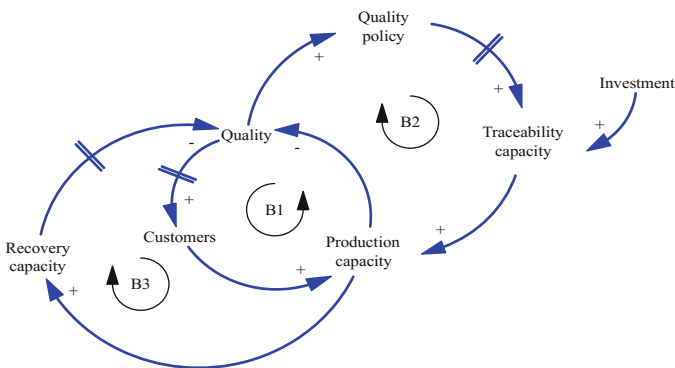 Quality
policy
+
+
Investment
B2
+
Quality
-
-
Traceability
capacity
+
B1
+
Customers
Production
capacity
Recovery
capacity
+
B3
+